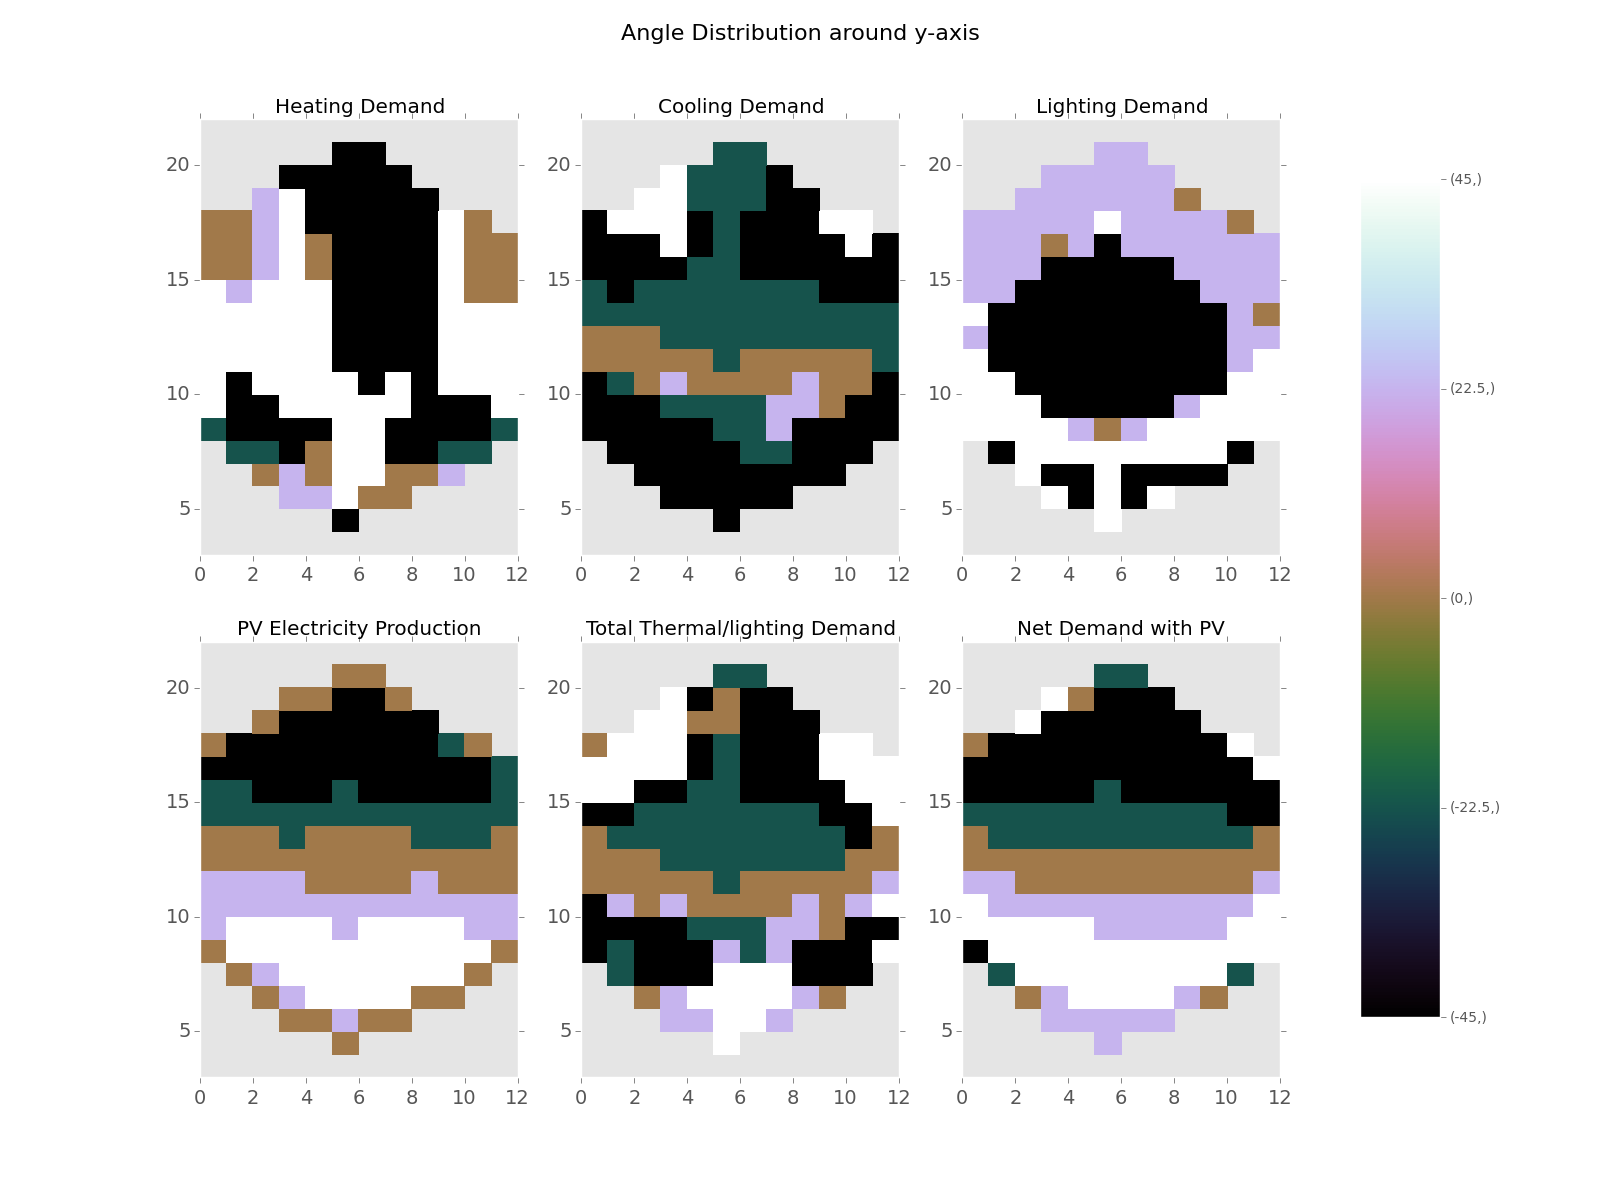 Angle Distribution around y-axis
Heating Demand
Cooling Demand
Lighting Demand
20
15
10
5
0 2 4 6 8 10 12
20
15
10
5
0 2 4 6 8 10 12
20
15
10
5
0 2 4 6 8 10 12
PV Electricity Production
Total Thermal/lighting Demand
Net Demand with PV
20
15
10
5
0 2 4 6 8 10 12
20
15
10
5
0 2 4 6 8 10 12
20
15
10
5
0 2 4 6 8 10 12
(45,)
(22.5,)
(0,)
(-22.5,)
(-45,)